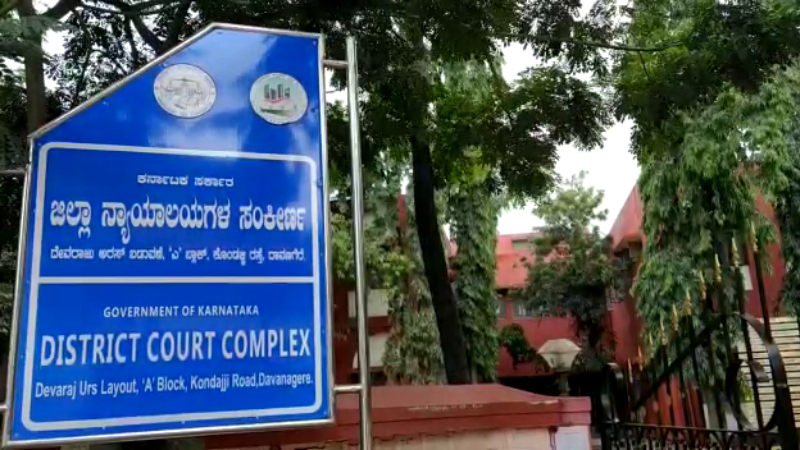 ಕರ್ನಾಟಕ ಸರ್ಕಾರ
ಜಿಲ್ಲಾ ನ್ಯಾಯಾಲಯಗಳ ಸಂಕೀರ್ಣ
ದೇವರಾಜು ಅರಸ್ ಬಡಾವಣೆ, 'ಎ' ಬ್ಲಾಕ್, ಕೊಂಡಜ್ಜಿ ರಸ್ತೆ, ದಾವಣಗೆರೆ.
GOVERNMENT OF KARNATAKA
DISTRICT COURT COMPLEX
Devaraj Urs Layout, 'A' Block, Kondajji Road,Davanagere.